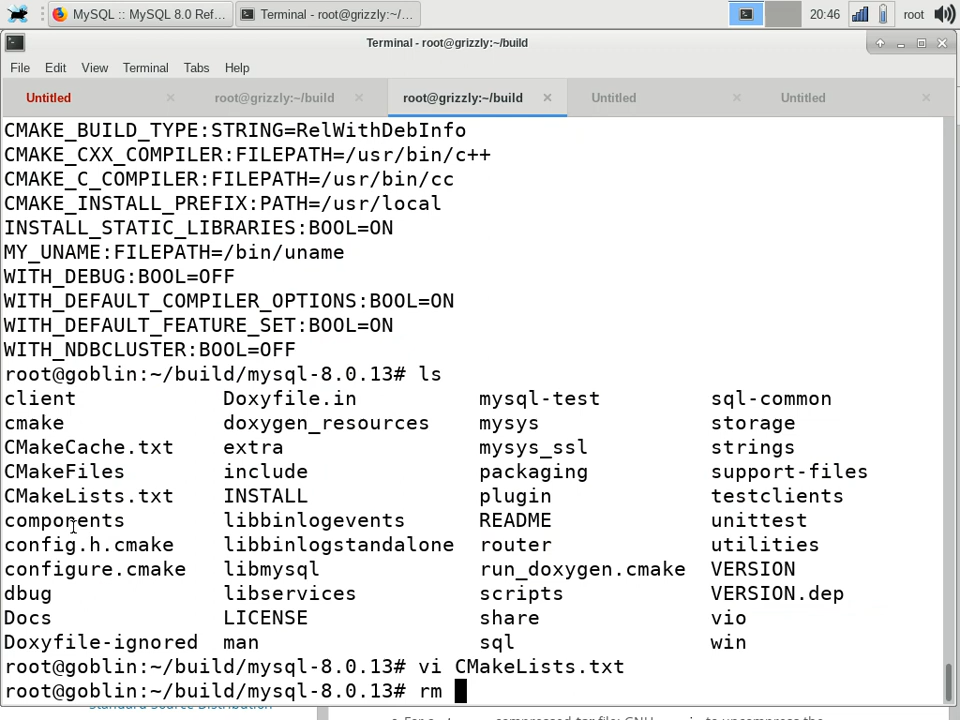 MySQL :: MySQL 8.0 Ref...
Terminal - root@grizzly:~/...
20:46
root
Terminal - root@grizzly:~/build
File Edit View Terminal Tabs Help
Untitled
root@grizzly:~/build
root@grizzly:~/build
Untitled
Untitled
CMAKE_BUILD_TYPE:STRING=RelWithDebInfo
CMAKE_CXX_COMPILER:FILEPATH=/usr/bin/c++
CMAKE_C_COMPILER:FILEPATH=/usr/bin/cc
CMAKE_INSTALL_PREFIX:PATH=/usr/local
INSTALL_STATIC_LIBRARIES:BOOL=ON
MY_UNAME:FILEPATH=/bin/uname
WITH_DEBUG:BOOL=OFF
WITH_DEFAULT_COMPILER_OPTIONS:BOOL=ON
WITH_DEFAULT_FEATURE_SET:BOOL=ON
WITH_NDBCLUSTER:BOOL=OFF
root@goblin:~/build/mysql-8.0.13# ls
client Doxyfile.in mysql-test sql-common
cmake doxygen_resources mysys storage
CMakeCache.txt extra mysys_ssl strings
CMakeFiles include packaging support-files
CMakeLists.txt INSTALL plugin testclients
components libbinlogevents README unittest
config.h.cmake libbinlogstandalone router utilities
configure.cmake libmysql run_doxygen.cmake VERSION
dbug libservices scripts VERSION.dep
Docs LICENSE share vio
Doxyfile-ignored man sql win
root@goblin:~/build/mysql-8.0.13# vi CMakeLists.txt
root@goblin:~/build/mysql-8.0.13# rm